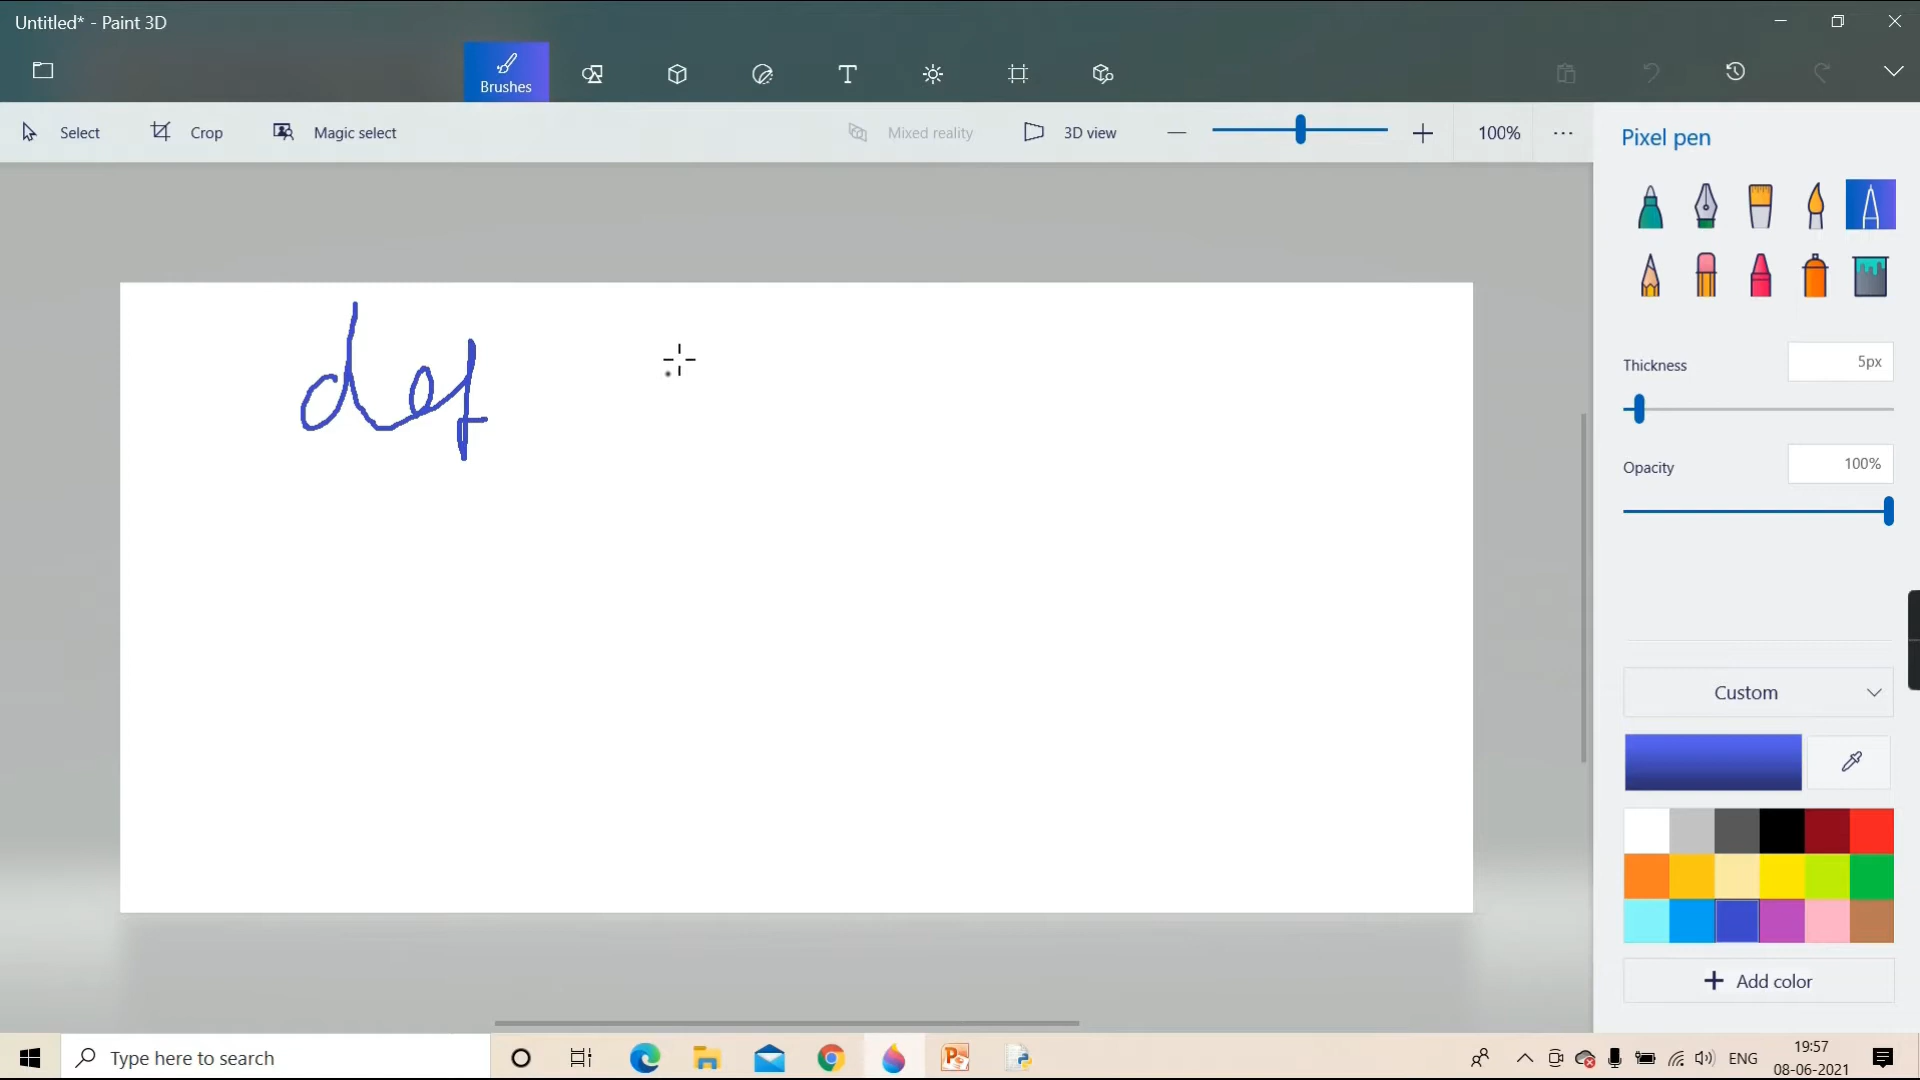 Untitled* - Paint 3D
Brushes
Select Crop Magic select Mixed reality 3D view 100% ...
Pixel pen
Thickness 5px
Opacity 100%
def
Custom
Add color
Type here to search
ENG
19:57
08-06-2021